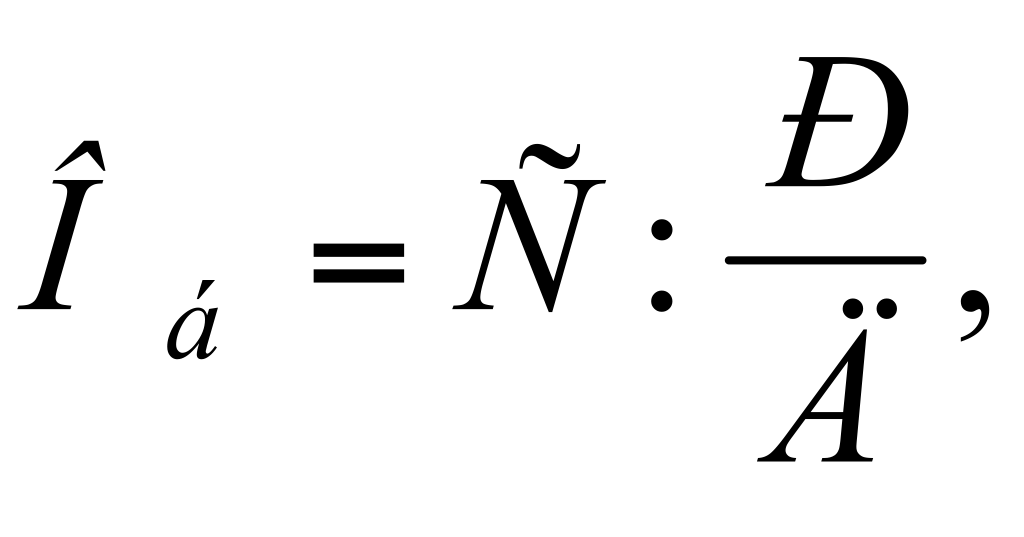 Î á = Ñ : Ð / Ä ,